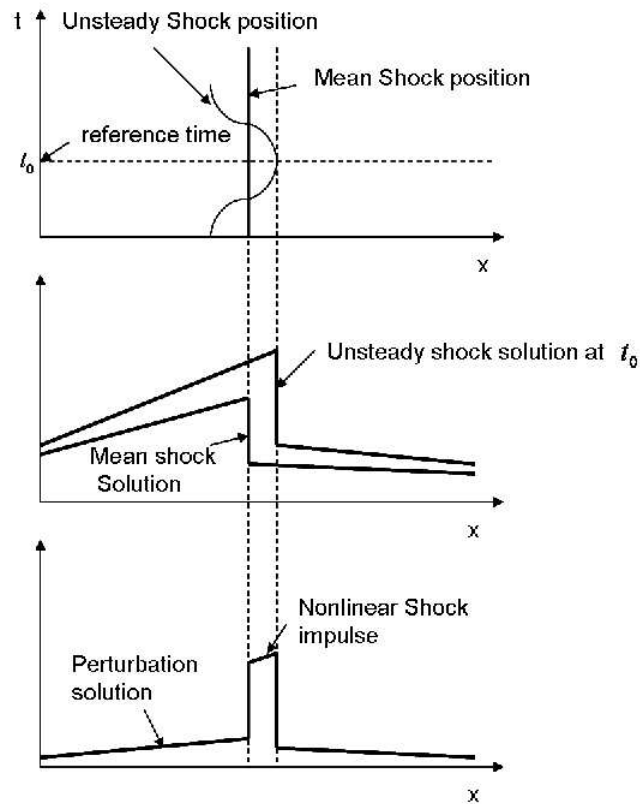 t
Unsteady Shock position
Mean Shock position
reference time
t₀
x
Unsteady shock solution at t₀
Mean shock
Solution
x
Nonlinear Shock
impulse
Perturbation
solution
x